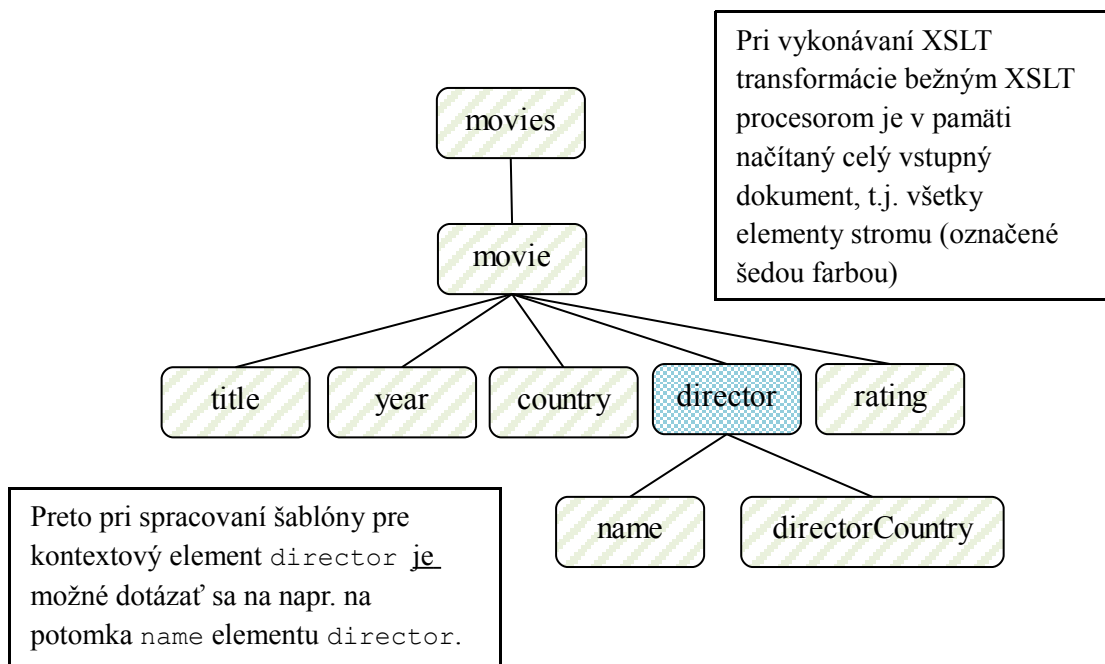 Pri vykonávaní XSLT
transformácie bežným XSLT
procesorom je v pamäti
načítaný celý vstupný
dokument, t.j. všetky
elementy stromu (označené
šedou farbou)
movies
movie
title
year
country
director
rating
name
directorCountry
Preto pri spracovaní šablóny pre
kontextový element director je
možné dotázať sa na napr. na
potomka name elementu director.